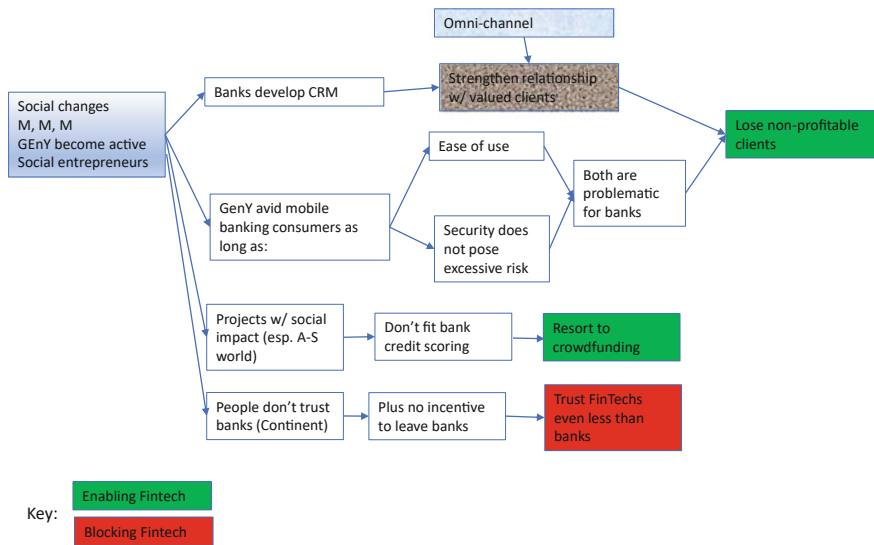 Omni-channel
Social changes
M, M, M
GEnY become active
Social entrepreneurs
Banks develop CRM
Strengthen relationship
w/ valued clients
Lose non-profitable
clients
GenY avid mobile
banking consumers as
long as:
Ease of use
Security does
not pose
excessive risk
Both are
problematic
for banks
Projects w/ social
impact (esp. A-S
world)
Don't fit bank
credit scoring
Resort to
crowdfunding
People don't trust
banks (Continent)
Plus no incentive
to leave banks
Trust FinTechs
even less than
banks
Key:
Enabling Fintech
Blocking Fintech